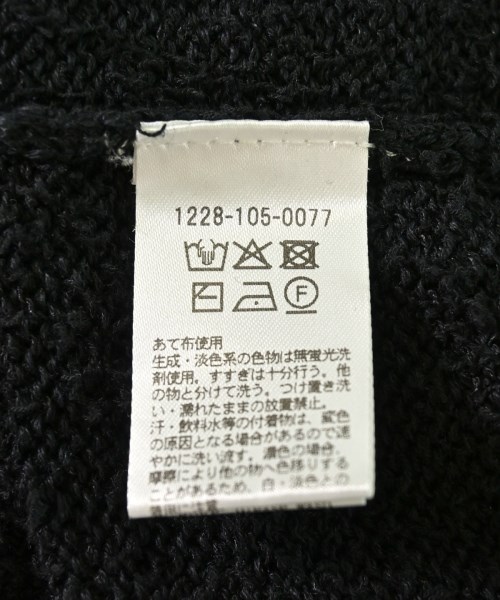 1228-105-0077
F
あて布使用
生成・淡色系の色物は無蛍光洗
剤使用。すすぎは十分行う。他
の物と分けて洗う。つけ置き洗
い・濡れたままの放置禁止。
汗・飲料水等の付着物は、変色
の原因となる場合があるので速
やかに洗い流す。濃色の場合、
摩擦により他の物へ色移りする
ことがあるため、白・淡色との
着用に注意